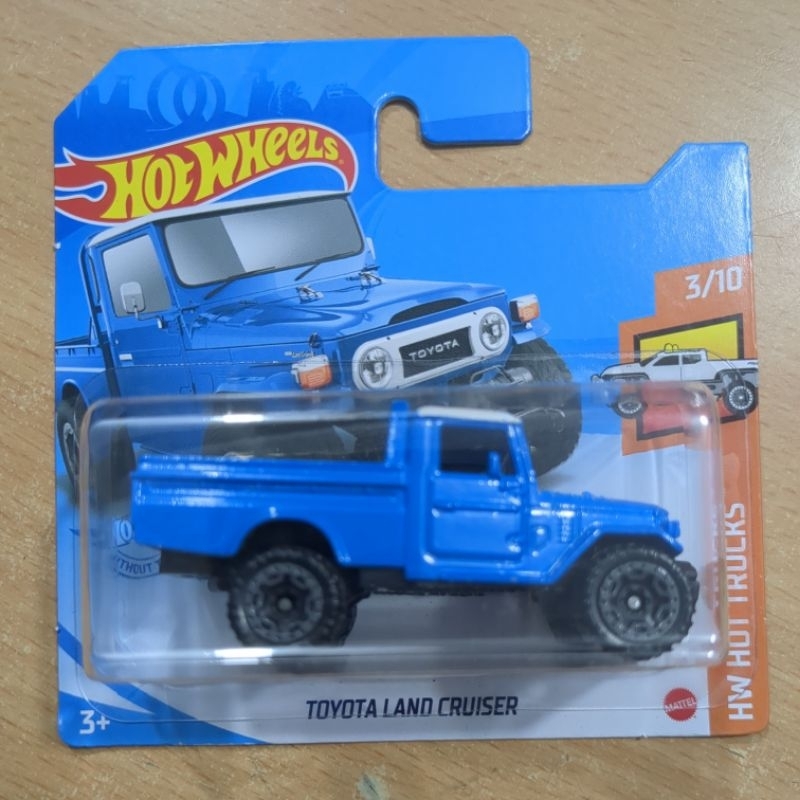 HOT WHEELS
3/10
TOYOTA
HW HOT TRUCKS
TOYOTA LAND CRUISER
MATTEL
3+